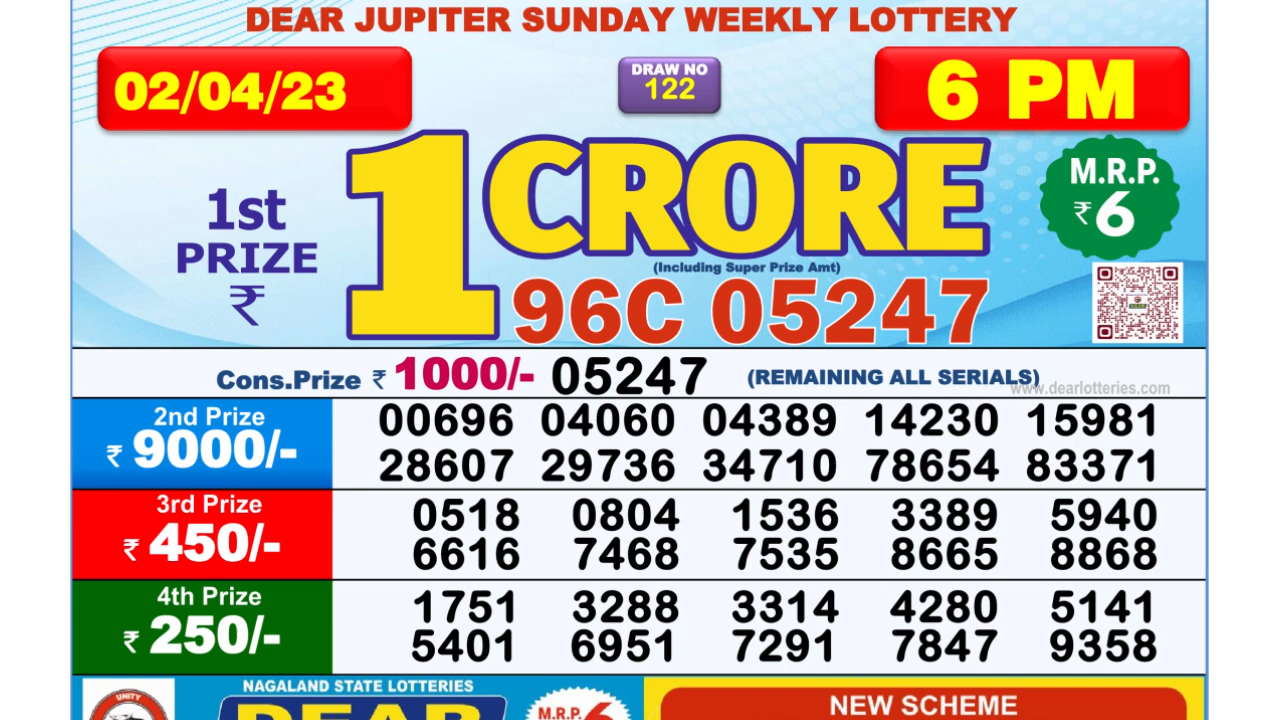 DEAR JUPITER SUNDAY WEEKLY LOTTERY
02/04/23
DRAW NO
122
6 PM
1st
PRIZE
₹
1 CRORE
(Including Super Prize Amt)
96C 05247
M.R.P.
₹ 6
Cons.Prize ₹ 1000/- 05247 (REMAINING ALL SERIALS)
www.dearlotteries.com
2nd Prize
₹ 9000/-
00696 04060 04389 14230 15981
28607 29736 34710 78654 83371
3rd Prize
₹ 450/-
0518 0804 1536 3389 5940
6616 7468 7535 8665 8868
4th Prize
₹ 250/-
1751 3288 3314 4280 5141
5401 6951 7291 7847 9358
UNITY
NAGALAND STATE LOTTERIES
DEAR
M.R.P.
6
NEW SCHEME